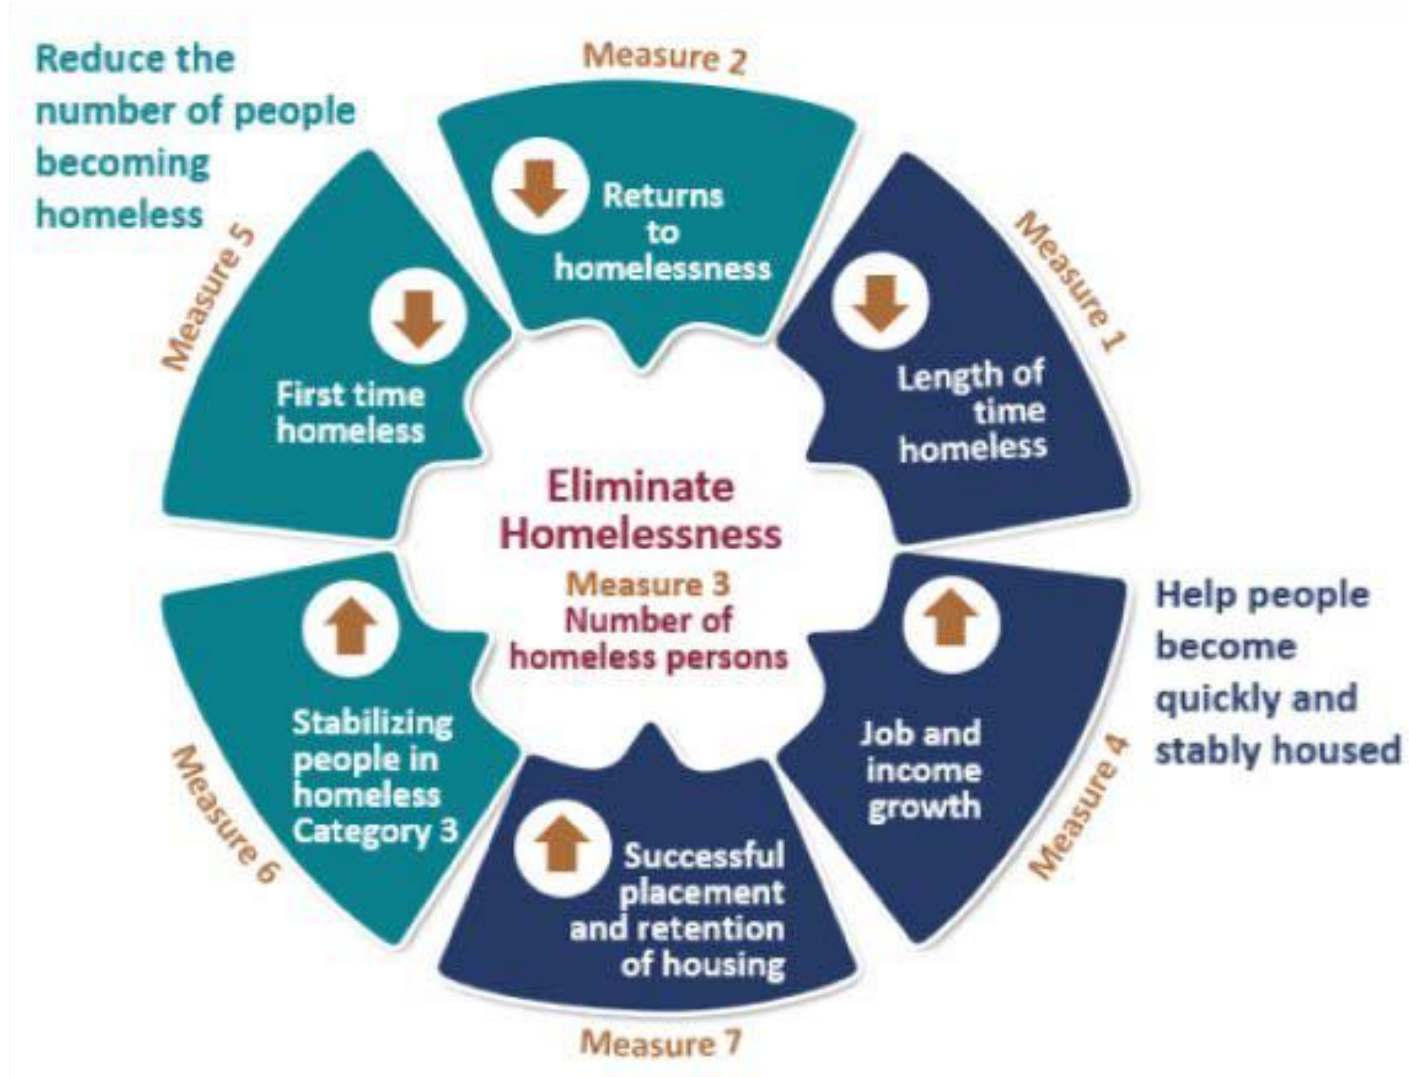 Reduce the
number of people
becoming
homeless
Measure 2
Returns
to
homelessness
Measure 1
Length of
time
homeless
Measure 5
First time
homeless
Eliminate
Homelessness
Measure 3
Number of
homeless persons
Help people
become
quickly and
stably housed
Measure 4
Job and
income
growth
Measure 6
Stabilizing
people in
homeless
Category 3
Successful
placement
and retention
of housing
Measure 7